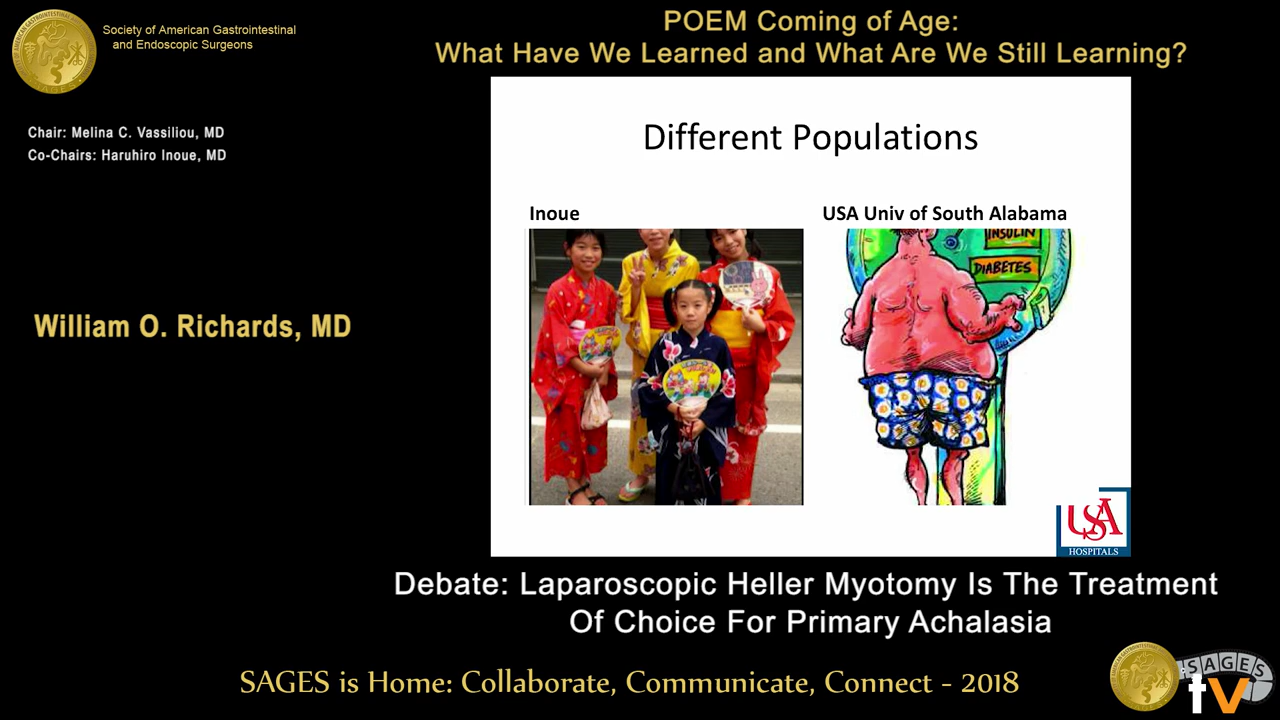 Society of American Gastrointestinal
and Endoscopic Surgeons
POEM Coming of Age:
What Have We Learned and What Are We Still Learning?
Chair: Melina C. Vassiliou, MD
Co-Chairs: Haruhiro Inoue, MD
William O. Richards, MD
Different Populations
Inoue
USA Univ of South Alabama
INSULIN
DIABETES
USA
HOSPITALS
Debate: Laparoscopic Heller Myotomy Is The Treatment
Of Choice For Primary Achalasia
SAGES is Home: Collaborate, Communicate, Connect - 2018
SAGES
tv